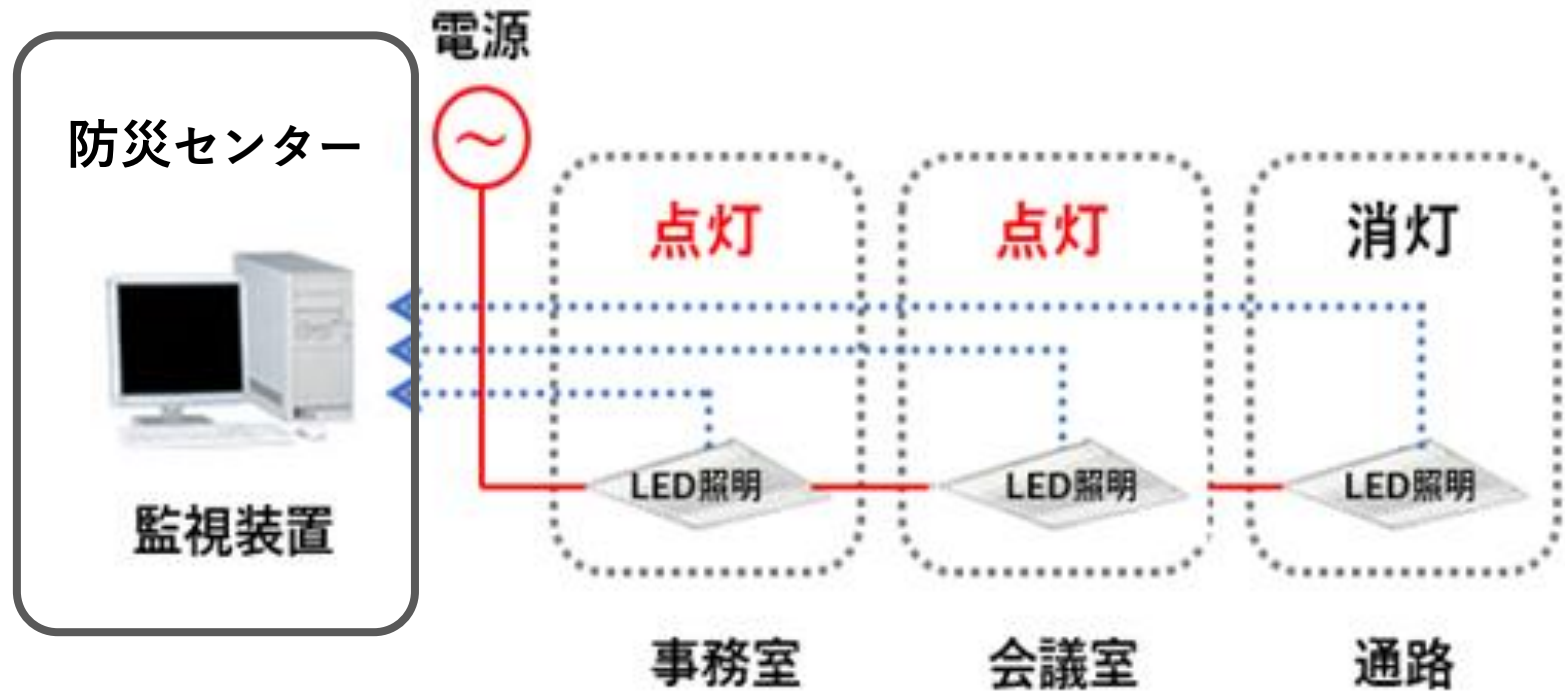 電源
防災センター
点灯
点灯
消灯
LED照明
LED照明
LED照明
監視装置
事務室
会議室
通路